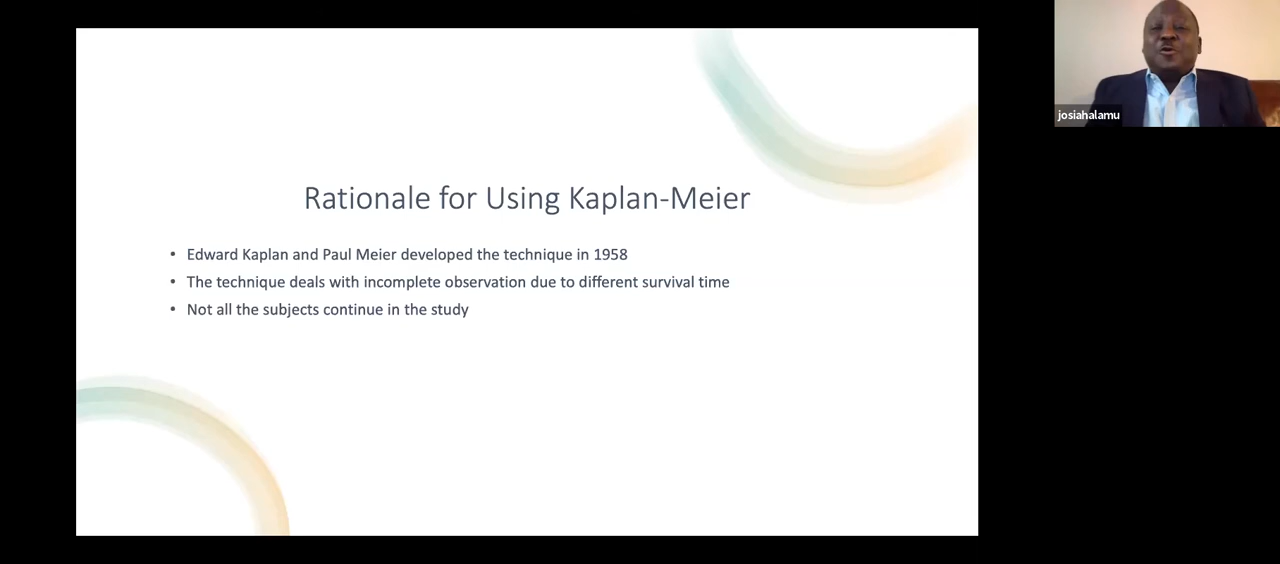 Rationale for Using Kaplan-Meier
• Edward Kaplan and Paul Meier developed the technique in 1958
• The technique deals with incomplete observation due to different survival time
• Not all the subjects continue in the study
josiahalamu